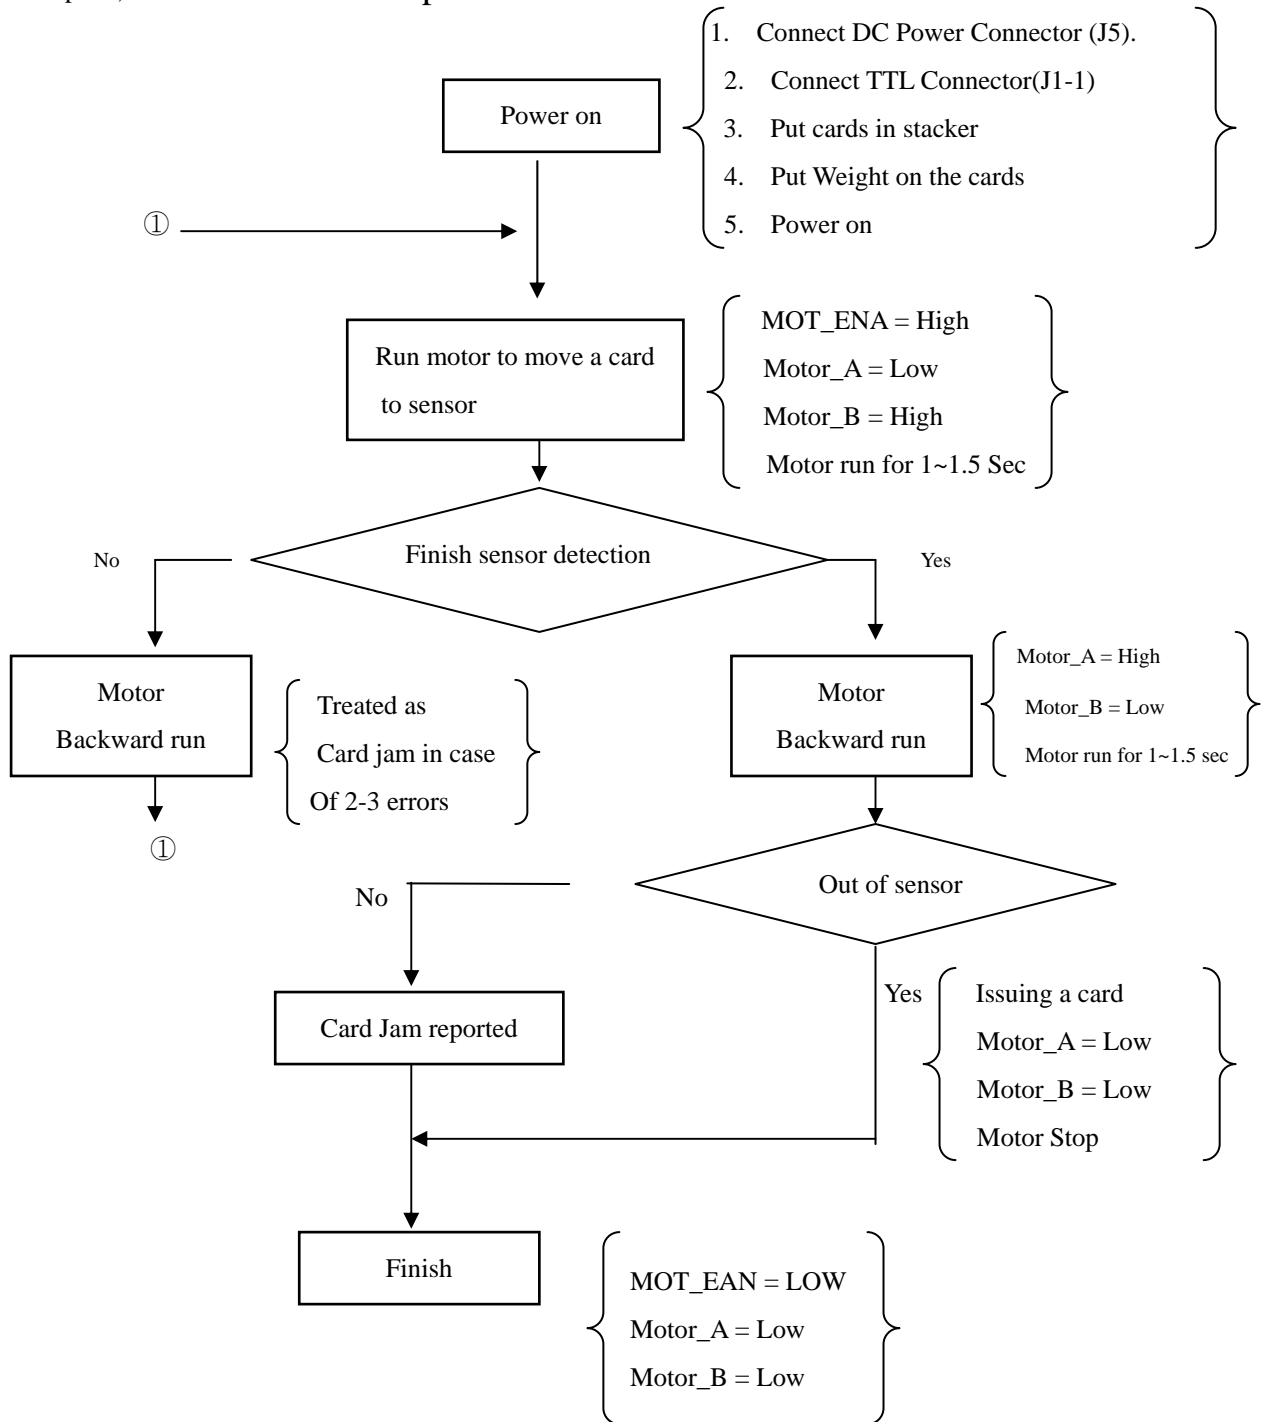 Power on
1. Connect DC Power Connector (J5).
2. Connect TTL Connector(J1-1)
3. Put cards in stacker
4. Put Weight on the cards
5. Power on
①
Run motor to move a card
to sensor
MOT_ENA = High
Motor_A = Low
Motor_B = High
Motor run for 1~1.5 Sec
Finish sensor detection
No
Yes
Motor
Backward run
Treated as
Card jam in case
Of 2-3 errors
①
Motor
Backward run
Motor_A = High
Motor_B = Low
Motor run for 1~1.5 sec
Out of sensor
No
Yes
Card Jam reported
Issuing a card
Motor_A = Low
Motor_B = Low
Motor Stop
Finish
MOT_EAN = LOW
Motor_A = Low
Motor_B = Low